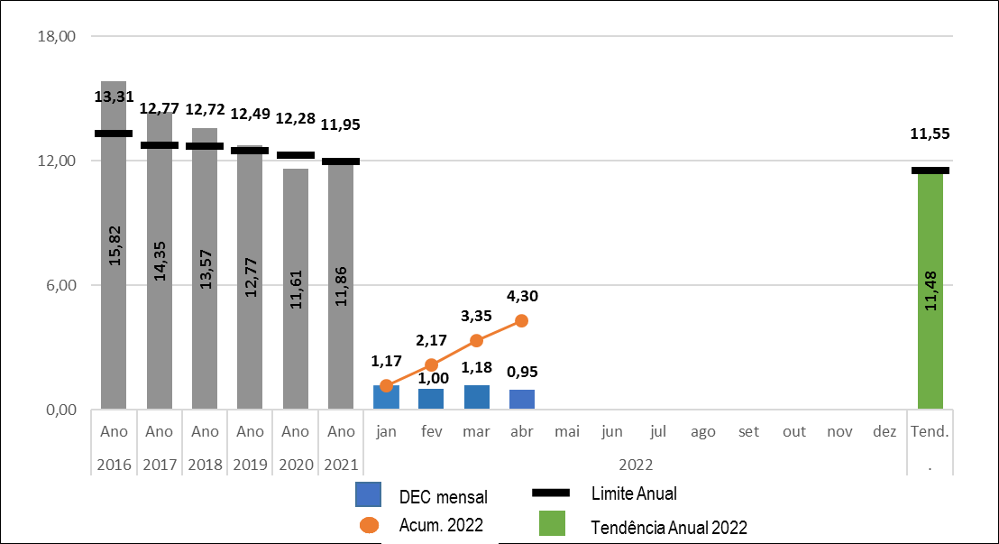 18,00
13,31 12,77 12,72 12,49 12,28 11,95 11,55
12,00
15,82 14,35 13,57 12,77 11,61 11,86 11,48
6,00
4,30
3,35
2,17
1,17 1,00 1,18 0,95
0,00
Ano Ano Ano Ano Ano Ano jan fev mar abr mai jun jul ago set out nov dez Tend.
2016 2017 2018 2019 2020 2021 2022 .
DEC mensal Limite Anual
Acum. 2022 Tendência Anual 2022